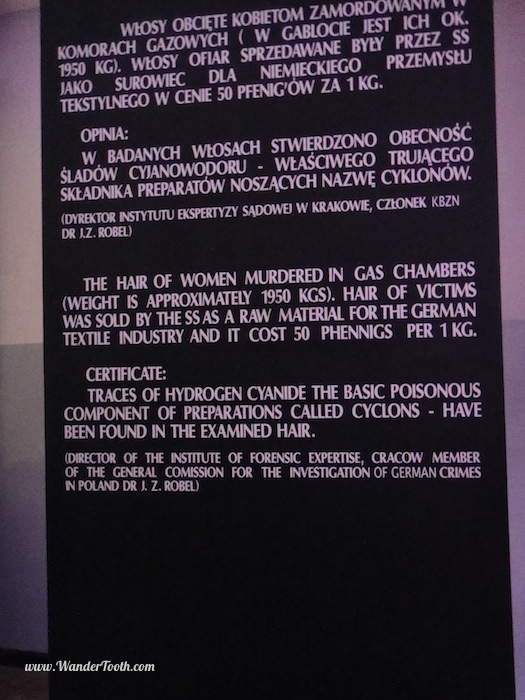 WŁOSY OBCIĘTE KOBIETOM ZAMORDOWANYM W
KOMORACH GAZOWYCH ( W GABLOCIE JEST ICH OK.
1950 KG). WŁOSY OFIAR SPRZEDAWANE BYŁY PRZEZ SS
JAKO SUROWIEC DLA NIEMIECKIEGO PRZEMYSŁU
TEKSTYLNEGO W CENIE 50 PFENIG'ÓW ZA 1 KG.
OPINIA:
W BADANYCH WŁOSACH STWIERDZONO OBECNOŚĆ
ŚLADÓW CYJANOWODORU - WŁAŚCIWEGO TRUJĄCEGO
SKŁADNIKA PREPARATÓW NOSZĄCYCH NAZWĘ CYKLONÓW.
(DYREKTOR INSTYTUTU EKSPERTYZY SĄDOWEJ W KRAKOWIE, CZŁONEK KBZN
DR J.Z. ROBEL)
THE HAIR OF WOMEN MURDERED IN GAS CHAMBERS
(WEIGHT IS APPROXIMATELY 1950 KGS). HAIR OF VICTIMS
WAS SOLD BY THE SS AS A RAW MATERIAL FOR THE GERMAN
TEXTILE INDUSTRY AND IT COST 50 PHENNIGS PER 1 KG.
CERTIFICATE:
TRACES OF HYDROGEN CYANIDE THE BASIC POISONOUS
COMPONENT OF PREPARATIONS CALLED CYCLONS - HAVE
BEEN FOUND IN THE EXAMINED HAIR.
(DIRECTOR OF THE INSTITUTE OF FORENSIC EXPERTISE, CRACOW MEMBER
OF THE GENERAL COMISSION FOR THE INVESTIGATION OF GERMAN CRIMES
IN POLAND DR J. Z. ROBEL)
www.WanderTooth.com